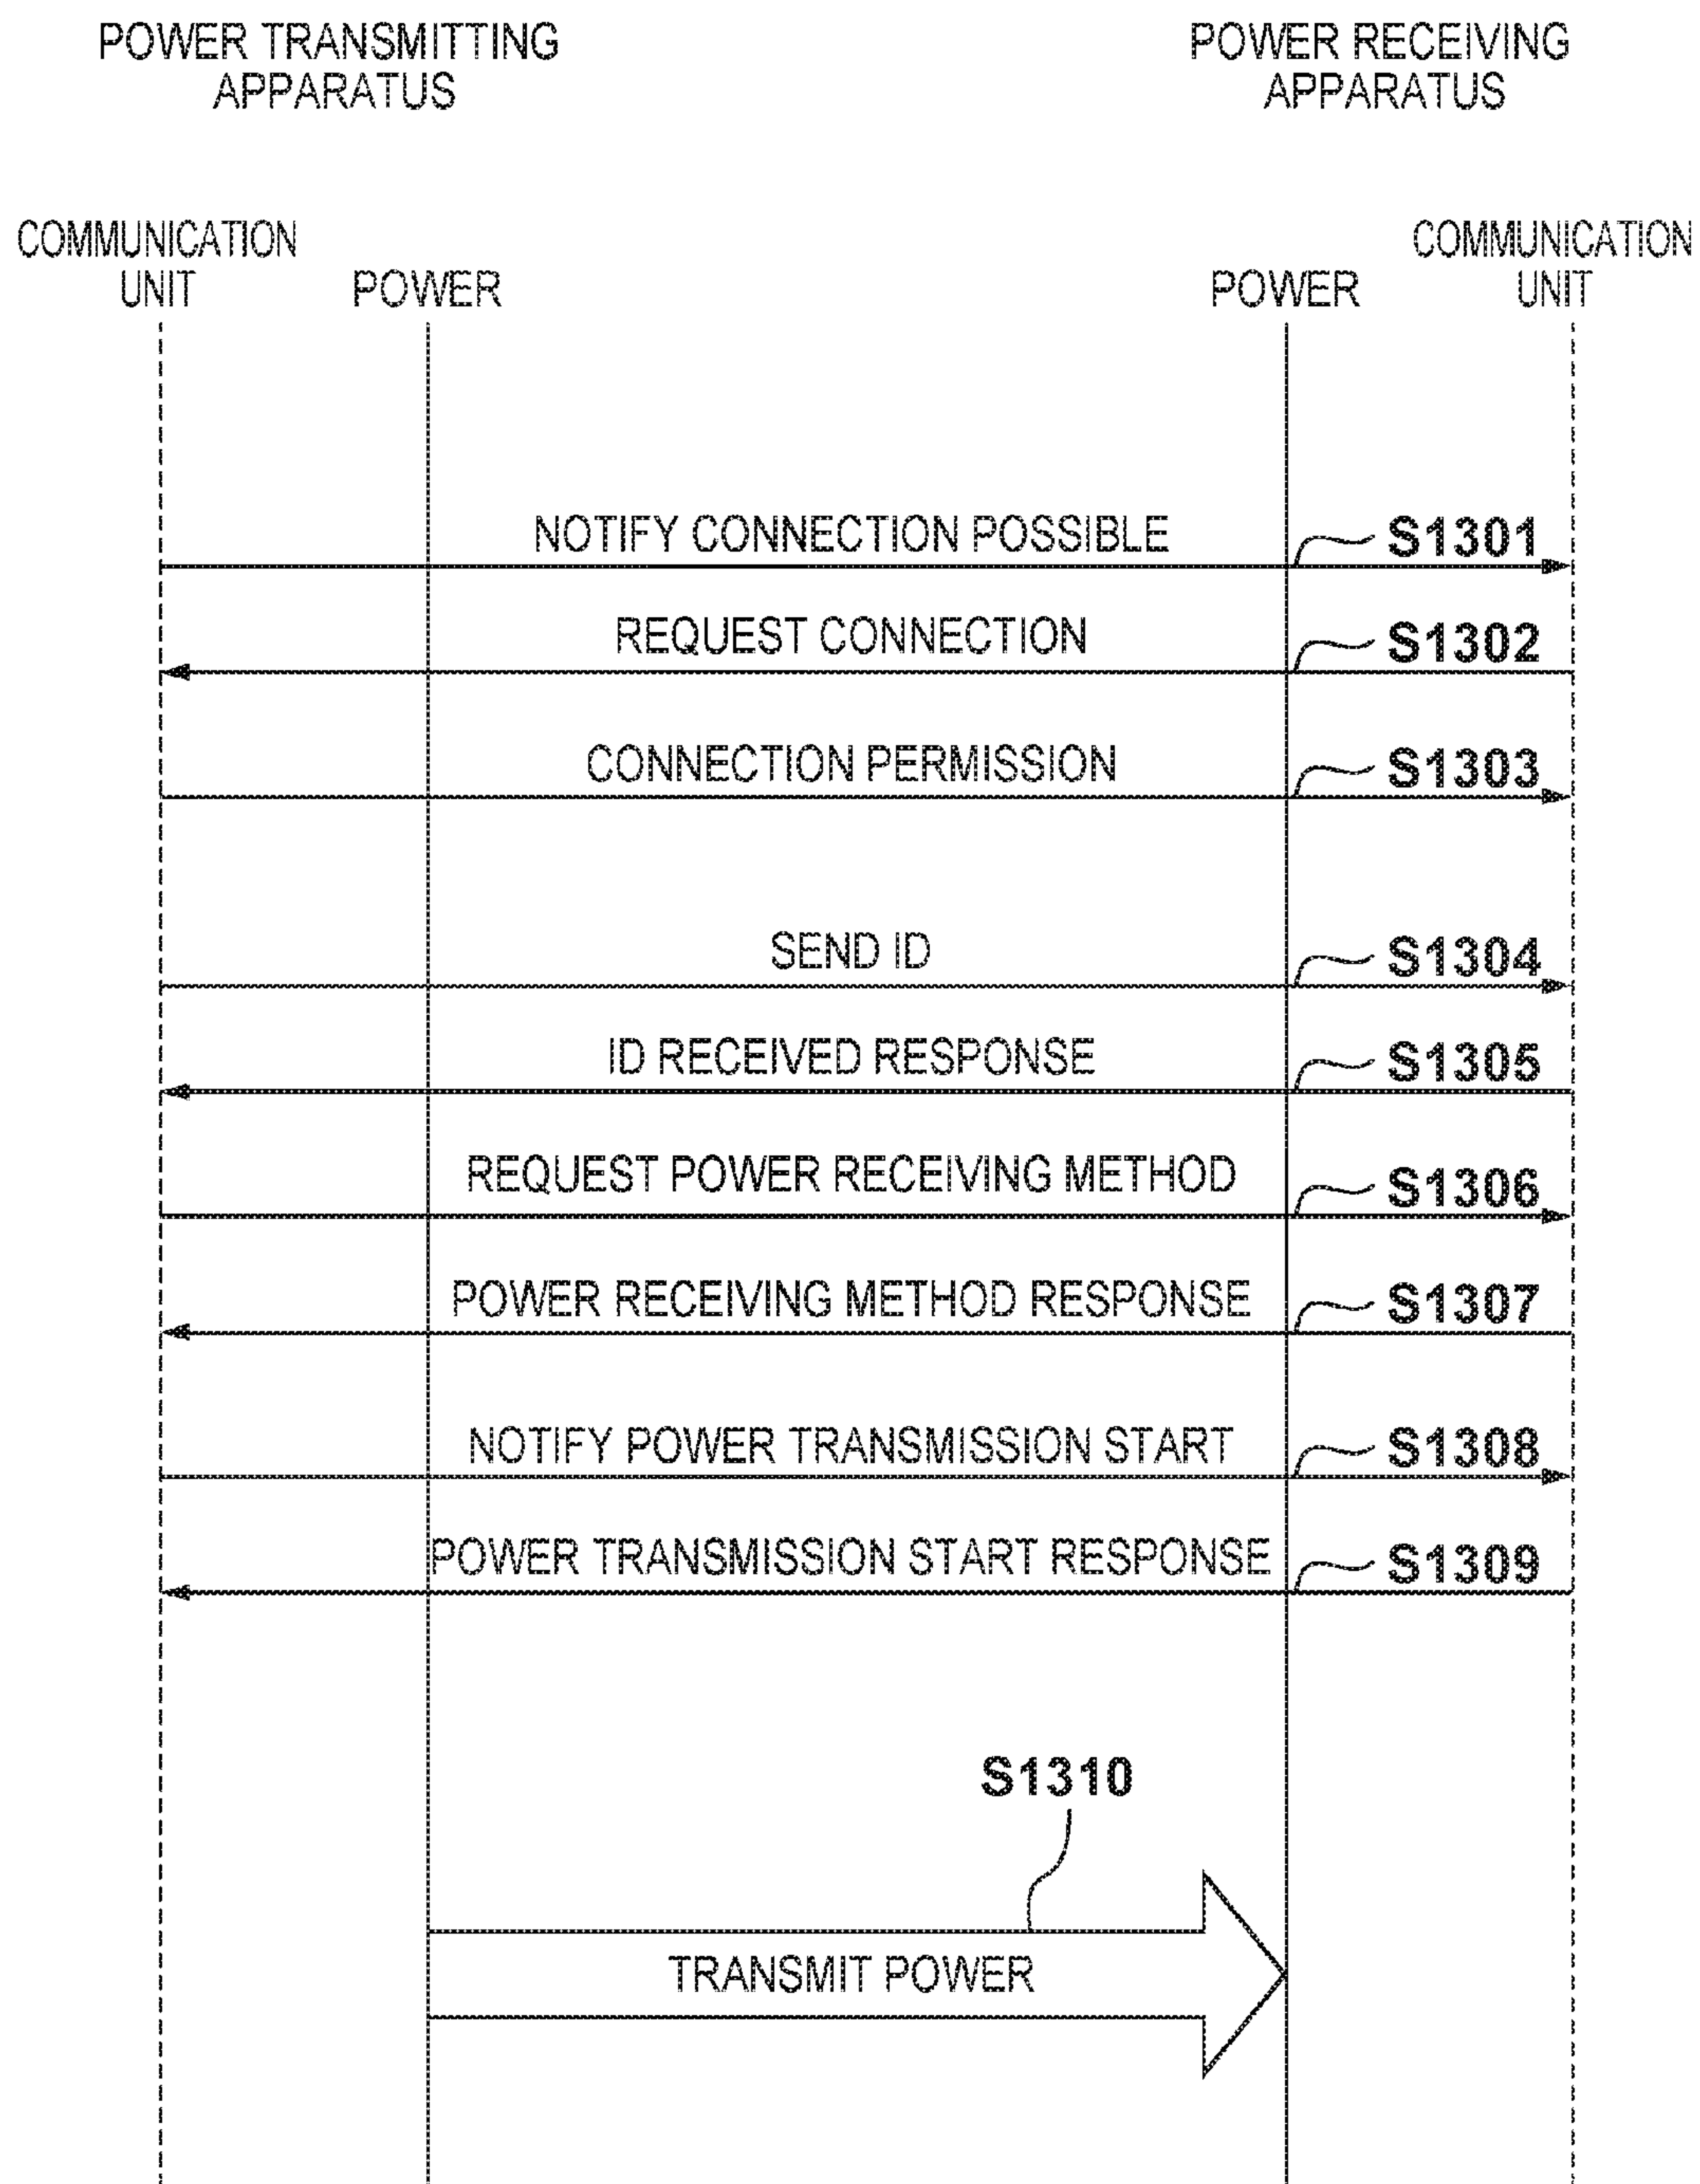 POWER TRANSMITTING
APPARATUS
POWER RECEIVING
APPARATUS
COMMUNICATION
UNIT
POWER
POWER
COMMUNICATION
UNIT
NOTIFY CONNECTION POSSIBLE
S1301
REQUEST CONNECTION
S1302
CONNECTION PERMISSION
S1303
SEND ID
S1304
ID RECEIVED RESPONSE
S1305
REQUEST POWER RECEIVING METHOD
S1306
POWER RECEIVING METHOD RESPONSE
S1307
NOTIFY POWER TRANSMISSION START
S1308
POWER TRANSMISSION START RESPONSE
S1309
S1310
TRANSMIT POWER